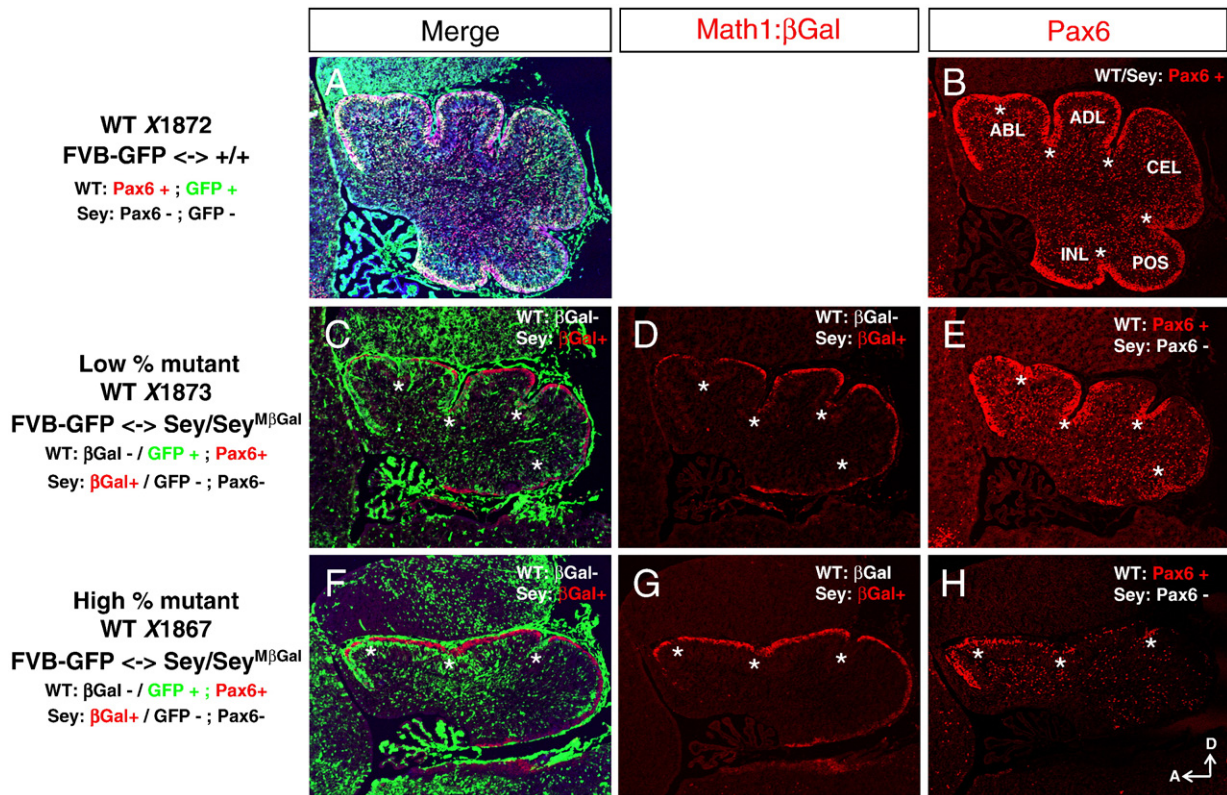 Merge
Math1:βGal
Pax6
WT X1872
FVB-GFP <-> +/+
WT: Pax6 + ; GFP +
Sey: Pax6 - ; GFP -
A
B
WT/Sey: Pax6 +
*
ABL
ADL
*
*
CEL
*
INL
*
POS
Low % mutant
WT X1873
FVB-GFP <-> Sey/Sey^MβGal
WT: βGal - / GFP + ; Pax6+
Sey: βGal+ / GFP - ; Pax6-
C
WT: βGal-
Sey: βGal+
*
*
*
*
D
WT: βGal-
Sey: βGal+
*
*
*
*
E
WT: Pax6 +
Sey: Pax6 -
*
*
*
*
High % mutant
WT X1867
FVB-GFP <-> Sey/Sey^MβGal
WT: βGal - / GFP + ; Pax6+
Sey: βGal+ / GFP - ; Pax6-
F
WT: βGal-
Sey: βGal+
*
*
*
G
WT: βGal
Sey: βGal+
*
*
*
H
WT: Pax6 +
Sey: Pax6 -
*
*
*
D
A